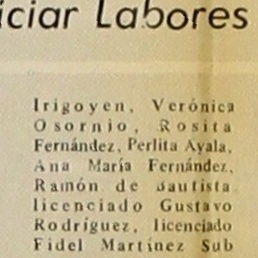 iciar Labores
Irigoyen, Verónica
Osornio, Rosita
Fernández, Perlita Ayala,
Ana María Fernández,
Ramón de Bautista,
licenciado Gustavo
Rodríguez, licenciado
Fidel Martínez Sub